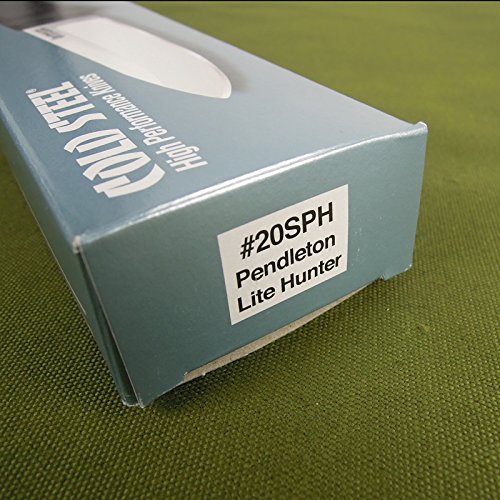 COLD STEEL®
High Performance Knives
#20SPH
Pendleton
Lite Hunter